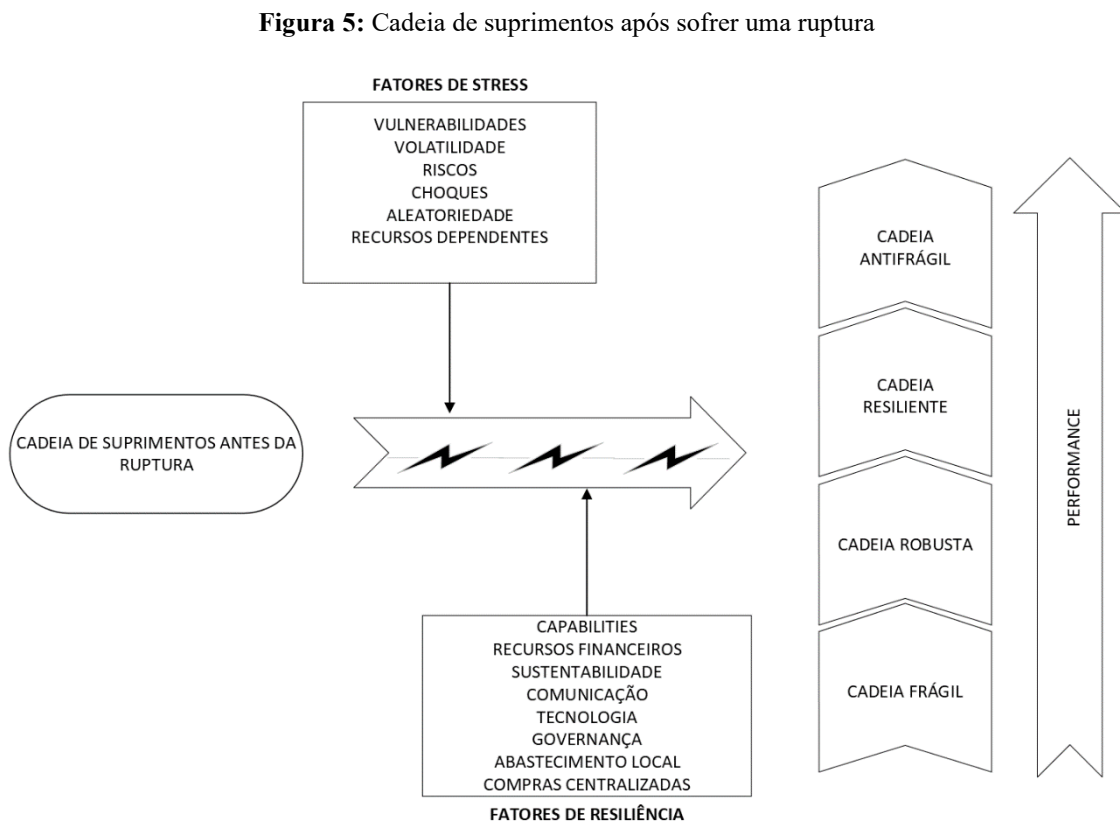 Figura 5: Cadeia de suprimentos após sofrer uma ruptura
FATORES DE STRESS
VULNERABILIDADES
VOLATILIDADE
RISCOS
CHOQUES
ALEATORIEDADE
RECURSOS DEPENDENTES
CADEIA DE SUPRIMENTOS ANTES DA
RUPTURA
CAPABILITIES
RECURSOS FINANCEIROS
SUSTENTABILIDADE
COMUNICAÇÃO
TECNOLOGIA
GOVERNANÇA
ABASTECIMENTO LOCAL
COMPRAS CENTRALIZADAS
FATORES DE RESILIÊNCIA
CADEIA
ANTIFRÁGIL
CADEIA
RESILIENTE
CADEIA ROBUSTA
CADEIA FRÁGIL
PERFORMANCE